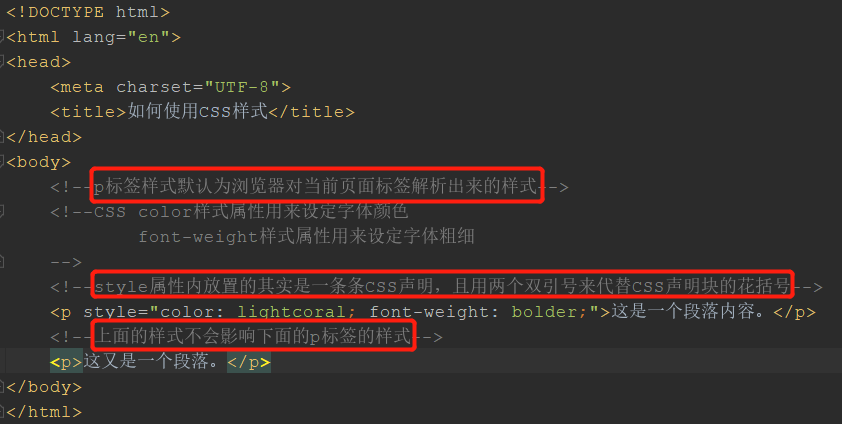 <!DOCTYPE html>
<html lang="en">
<head>
    <meta charset="UTF-8">
    <title>如何使用CSS样式</title>
</head>
<body>
    <!--p标签样式默认为浏览器对当前页面标签解析出来的样式-->
    <!--CSS color样式属性用来设定字体颜色
            font-weight样式属性用来设定字体粗细
    -->
    <!--style属性内放置的其实是一条条CSS声明，且用两个双引号来代替CSS声明块的花括号-->
    <p style="color: lightcoral; font-weight: bolder;">这是一个段落内容。</p>
    <!--上面的样式不会影响下面的p标签的样式-->
    <p>这又是一个段落。</p>
</body>
</html>